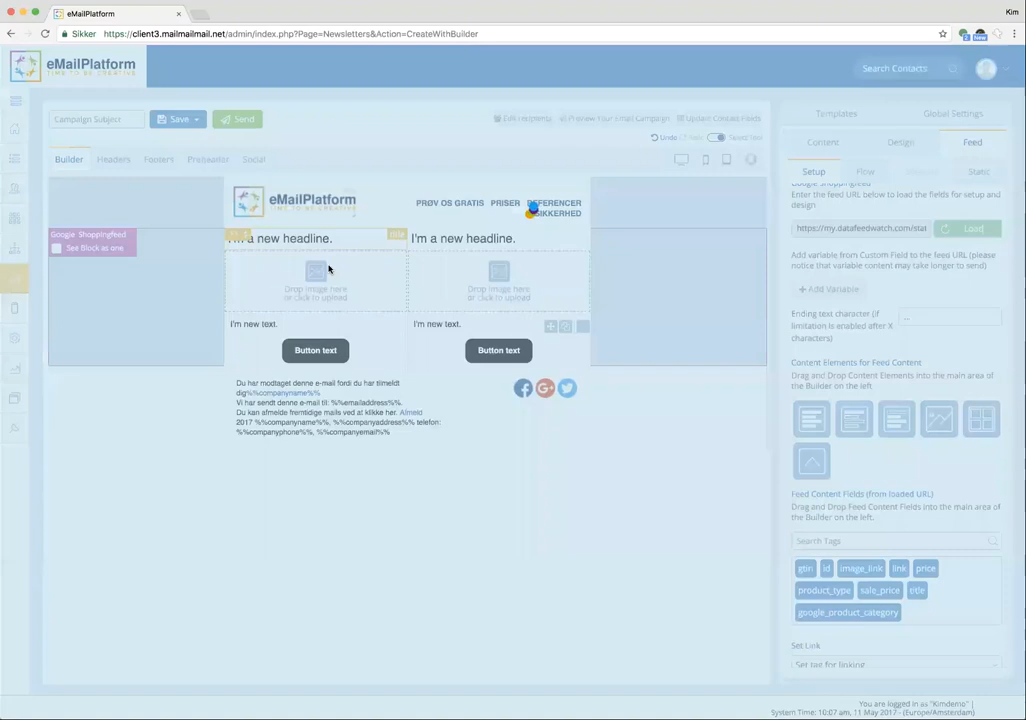 eMailPlatform
Kim
Sikker
https://client3.mailmailmail.net/admin/index.php?Page=Newsletters&Action=CreateWithBuilder
New
eMailPlatform
TIME TO BE CREATIVE
Search Contacts
Campaign Subject
Save
Send
Edit Recipients
Preview Your Email Campaign
Update Contact Fields
Undo
Builder
Headers
Footers
Preheader
Social
Templates
Global Settings
Content
Design
Feed
Setup
Flow
Static
Google Shoppingfeed
Enter the feed URL below to load the fields for setup and
design
https://my.datafeedwatch.com/stat
Load
Add variable from Custom Field to the feed URL (please
notice that variable content may take longer to send)
Add Variable
Ending text character (if
limitation is enabled after X
characters)
...
Content Elements for Feed Content
Drag and Drop Content Elements into the main area of
the Builder on the left
Feed Content Fields (from loaded URL)
Drag and Drop Feed Content Fields into the main area of
the Builder on the left.
Search Tags
gtin id image_link link price
product_type sale_price title
google_product_category
Set Link
Set tag for linking
eMailPlatform
PRØV OS GRATIS PRISER REFERENCER
SIKKERHED
Google Shoppingfeed
See Block as one
title
I'm a new headline.
I'm a new headline.
Drop image here
or click to upload
Drop image here
or click to upload
I'm new text.
I'm new text.
Button text
Button text
Du har modtaget denne e-mail fordi du har tilmeldt
dig%%companyname%%
Vi har sendt denne e-mail til: %%emailaddress%%.
Du kan afmelde fremtidige mails ved at klikke her. Afmeld
2017 %%companyname%%, %%companyaddress%% telefon:
%%companyphone%%, %%companyemail%%
You are logged in as "Kimdemo" |
System Time: 10:07 am, 11 May 2017 - (Europe/Amsterdam) |